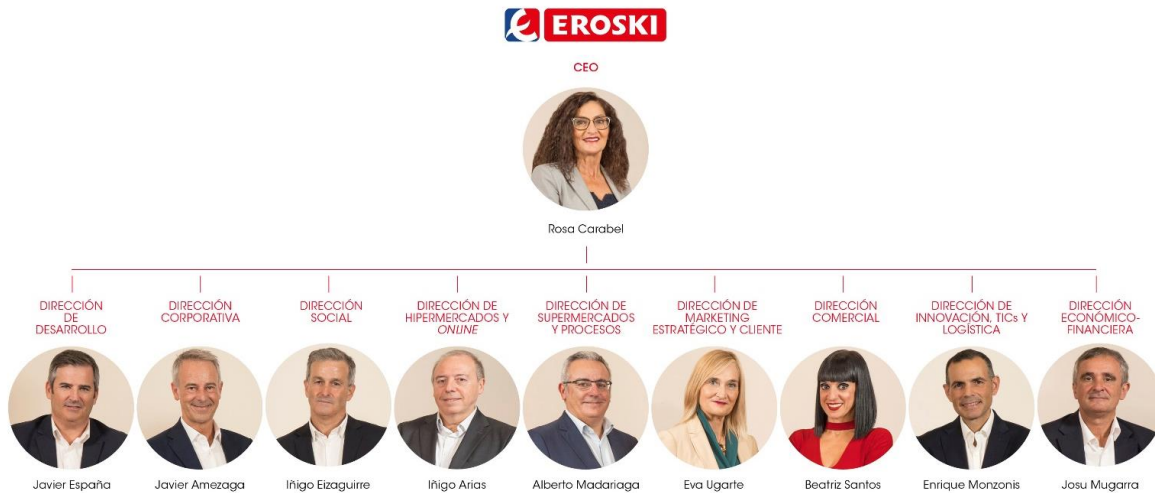 EROSKI
CEO
Rosa Carabel
DIRECCIÓN
DE
DESARROLLO
DIRECCIÓN
CORPORATIVA
DIRECCIÓN
SOCIAL
DIRECCIÓN DE
HIPERMERCADOS Y
ONLINE
DIRECCIÓN DE
SUPERMERCADOS
Y PROCESOS
DIRECCIÓN DE
MARKETING
ESTRATÉGICO Y CLIENTE
DIRECCIÓN
COMERCIAL
DIRECCIÓN DE
INNOVACIÓN, TICs Y
LOGÍSTICA
DIRECCIÓN
ECONÓMICO-
FINANCIERA
Javier España
Javier Amezaga
Iñigo Eizaguirre
Iñigo Arias
Alberto Madariaga
Eva Ugarte
Beatriz Santos
Enrique Monzonis
Josu Mugarra